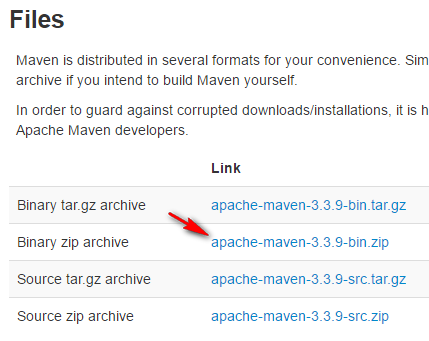 Files
Maven is distributed in several formats for your convenience. Sim
archive if you intend to build Maven yourself.
In order to guard against corrupted downloads/installations, it is h
Apache Maven developers.
Link
Binary tar.gz archive apache-maven-3.3.9-bin.tar.gz
Binary zip archive apache-maven-3.3.9-bin.zip
Source tar.gz archive apache-maven-3.3.9-src.tar.gz
Source zip archive apache-maven-3.3.9-src.zip